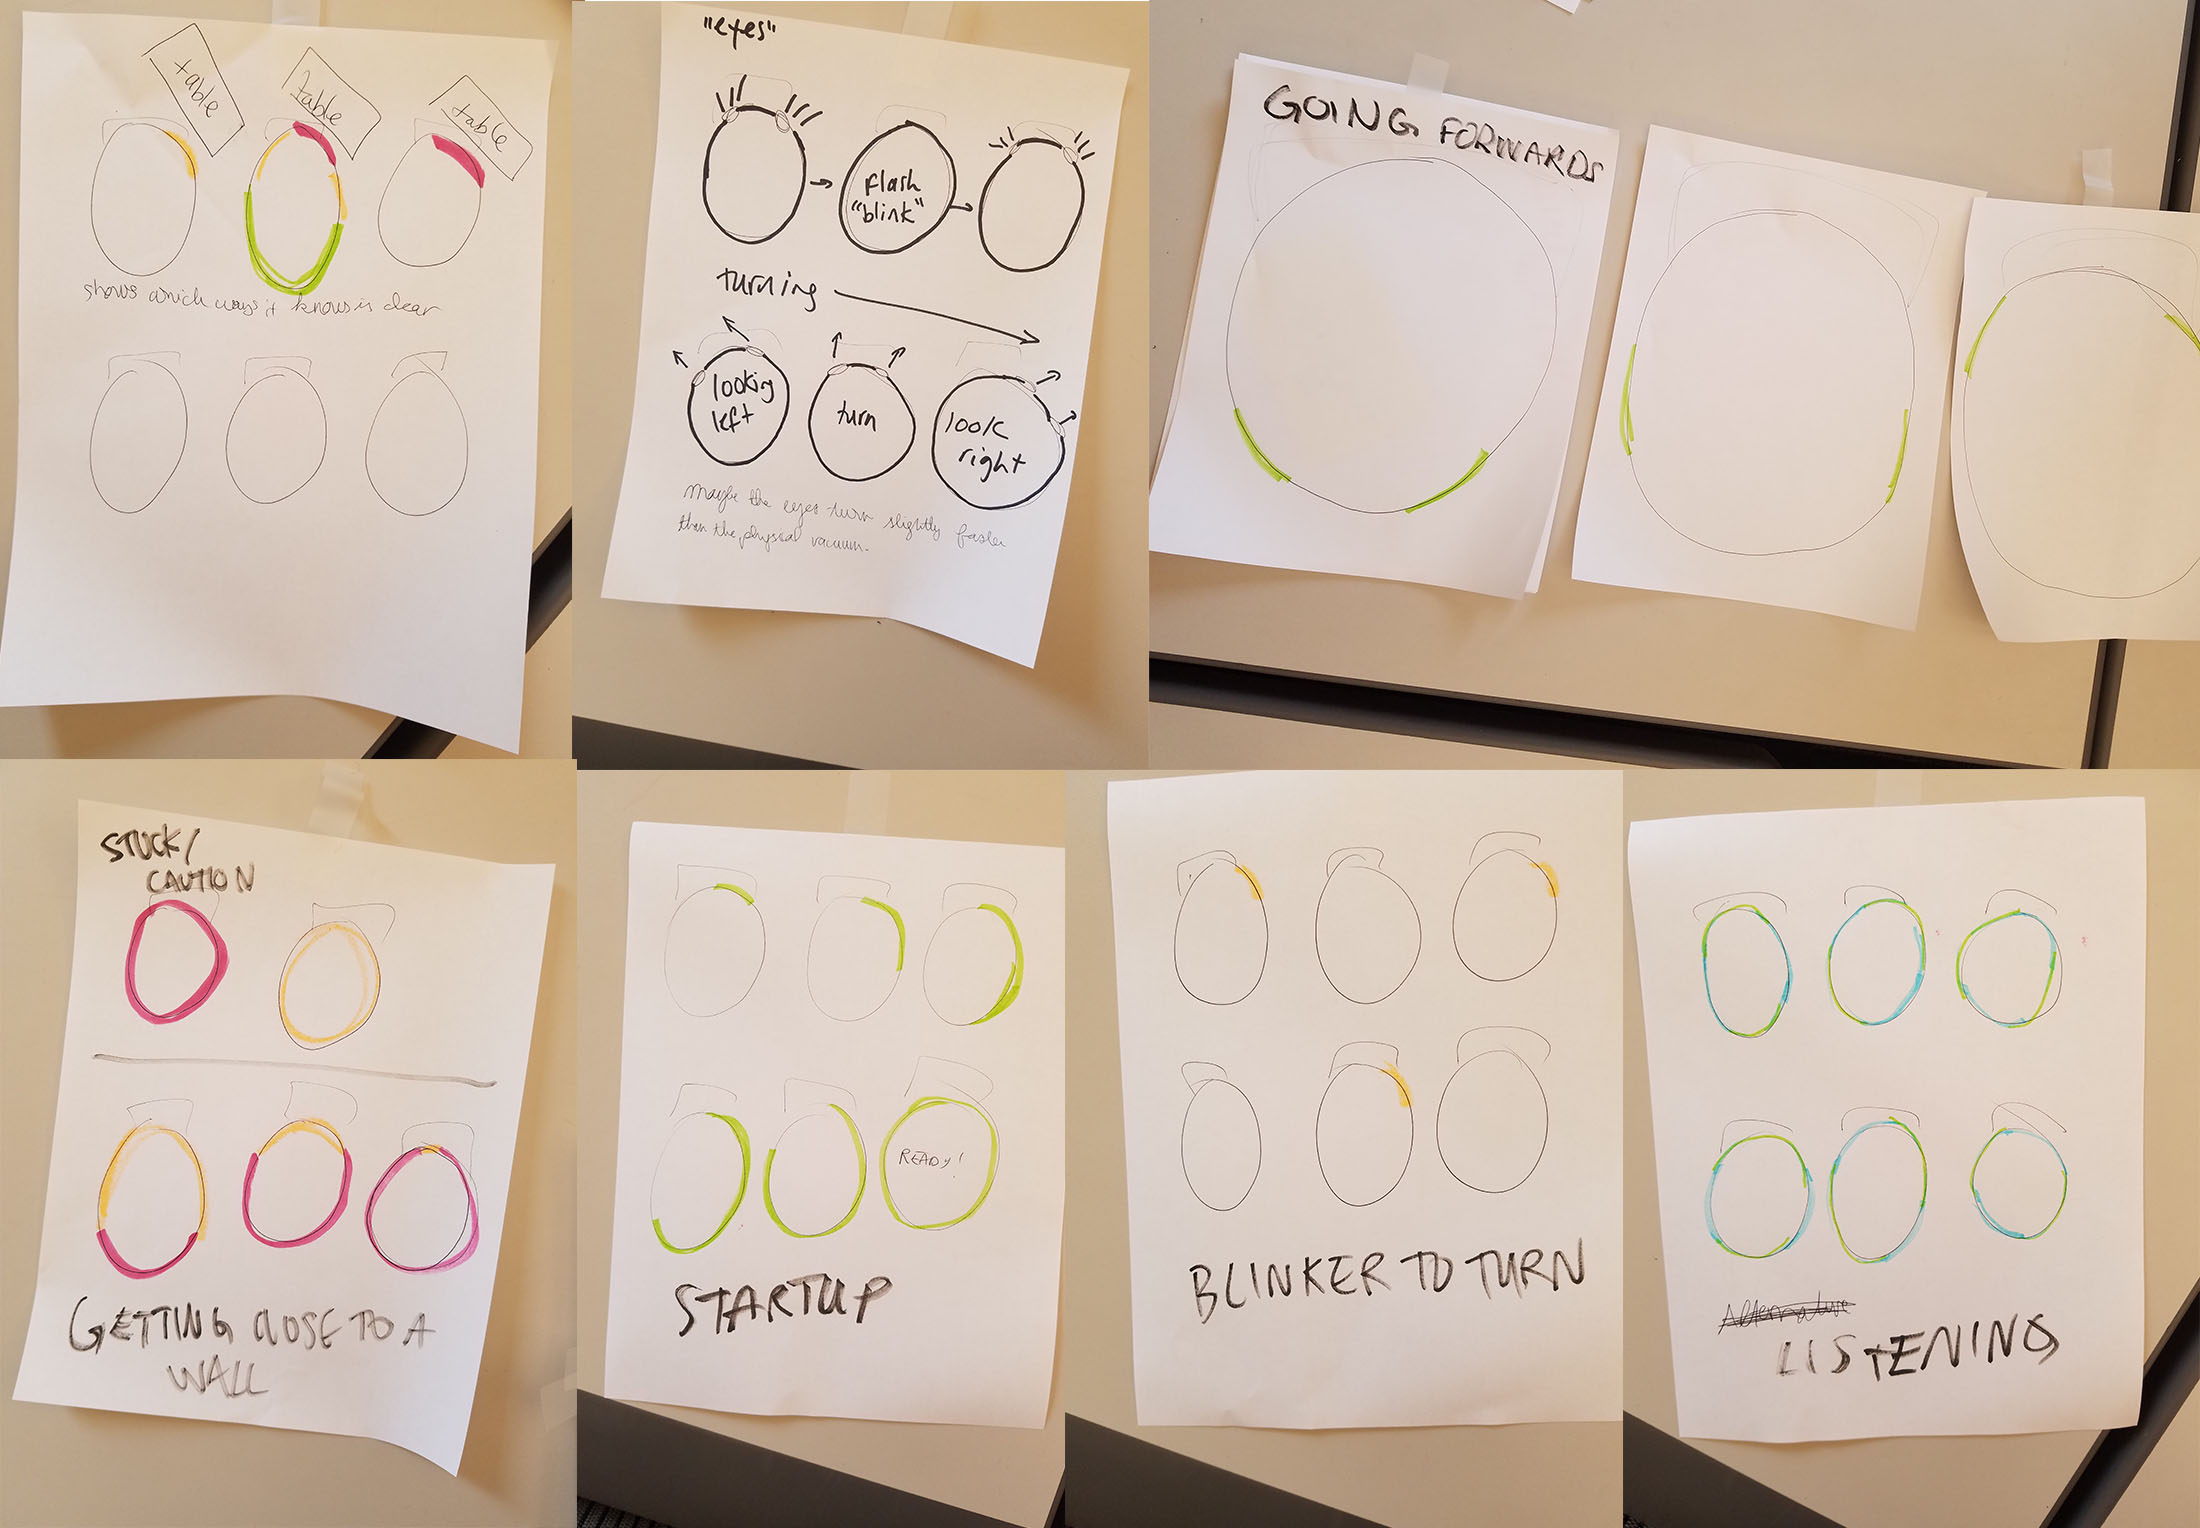 table
table
table
shows which ways it knows is clear
"eyes"
flash
"blink"
turning
looking
left
turn
look
right
Maybe the eyes turn slightly faster
than the physical vacuum.
GOING FORWARDS
STUCK/
CAUTION
GETTING CLOSE TO A
WALL
READY!
STARTUP
BLINKER TO TURN
Alternative
LISTENING